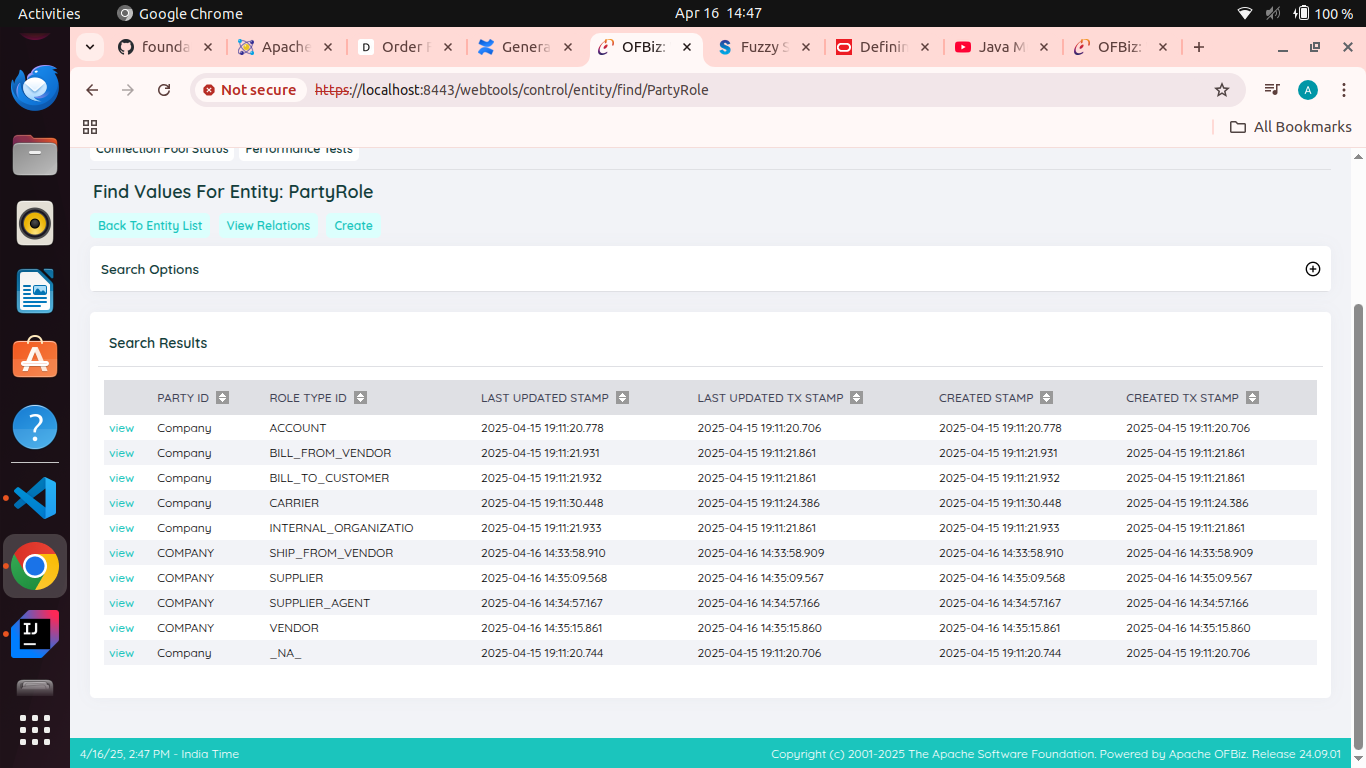 Activities Google Chrome Apr 16 14:47 100 %
founda Apache Order F Genera OFBiz: Fuzzy S Definin Java M OFBiz:
Not secure https://localhost:8443/webtools/control/entity/find/PartyRole A
All Bookmarks
Connection Pool Status Performance Tests
Find Values For Entity: PartyRole
Back To Entity List View Relations Create
Search Options
Search Results
PARTY ID ROLE TYPE ID LAST UPDATED STAMP LAST UPDATED TX STAMP CREATED STAMP CREATED TX STAMP
view Company ACCOUNT 2025-04-15 19:11:20.778 2025-04-15 19:11:20.706 2025-04-15 19:11:20.778 2025-04-15 19:11:20.706
view Company BILL_FROM_VENDOR 2025-04-15 19:11:21.931 2025-04-15 19:11:21.861 2025-04-15 19:11:21.931 2025-04-15 19:11:21.861
view Company BILL_TO_CUSTOMER 2025-04-15 19:11:21.932 2025-04-15 19:11:21.861 2025-04-15 19:11:21.932 2025-04-15 19:11:21.861
view Company CARRIER 2025-04-15 19:11:30.448 2025-04-15 19:11:24.386 2025-04-15 19:11:30.448 2025-04-15 19:11:24.386
view Company INTERNAL_ORGANIZATIO 2025-04-15 19:11:21.933 2025-04-15 19:11:21.861 2025-04-15 19:11:21.933 2025-04-15 19:11:21.861
view COMPANY SHIP_FROM_VENDOR 2025-04-16 14:33:58.910 2025-04-16 14:33:58.909 2025-04-16 14:33:58.910 2025-04-16 14:33:58.909
view COMPANY SUPPLIER 2025-04-16 14:35:09.568 2025-04-16 14:35:09.567 2025-04-16 14:35:09.568 2025-04-16 14:35:09.567
view COMPANY SUPPLIER_AGENT 2025-04-16 14:34:57.167 2025-04-16 14:34:57.166 2025-04-16 14:34:57.167 2025-04-16 14:34:57.166
view COMPANY VENDOR 2025-04-16 14:35:15.861 2025-04-16 14:35:15.860 2025-04-16 14:35:15.861 2025-04-16 14:35:15.860
view Company _NA_ 2025-04-15 19:11:20.744 2025-04-15 19:11:20.706 2025-04-15 19:11:20.744 2025-04-15 19:11:20.706
4/16/25, 2:47 PM - India Time Copyright (c) 2001-2025 The Apache Software Foundation. Powered by Apache OFBiz. Release 24.09.01